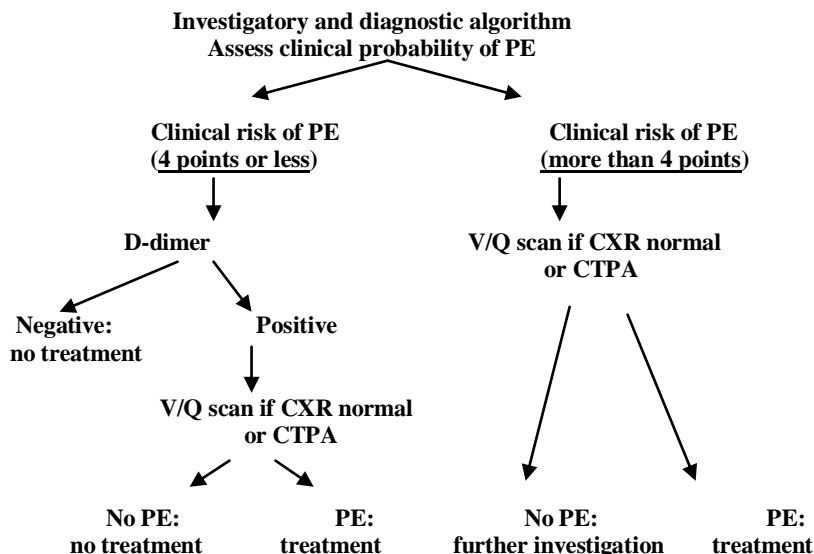 Investigatory and diagnostic algorithm
Assess clinical probability of PE
Clinical risk of PE
(4 points or less)
Clinical risk of PE
(more than 4 points)
D-dimer
V/Q scan if CXR normal
or CTPA
Negative:
no treatment
Positive
V/Q scan if CXR normal
or CTPA
No PE:
no treatment
PE:
treatment
No PE:
further investigation
PE:
treatment